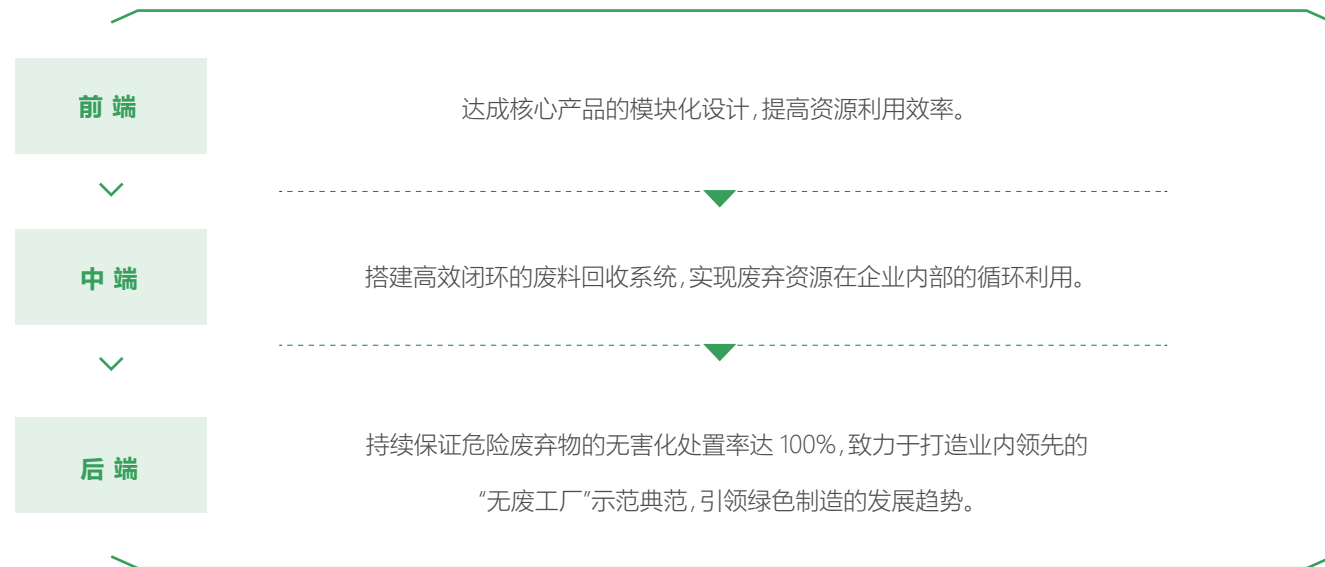 前端
达成核心产品的模块化设计,提高资源利用效率。
中端
搭建高效闭环的废料回收系统,实现废弃资源在企业内部的循环利用。
后端
持续保证危险废弃物的无害化处置率达 100%,致力于打造业内领先的
“无废工厂”示范典范,引领绿色制造的发展趋势。